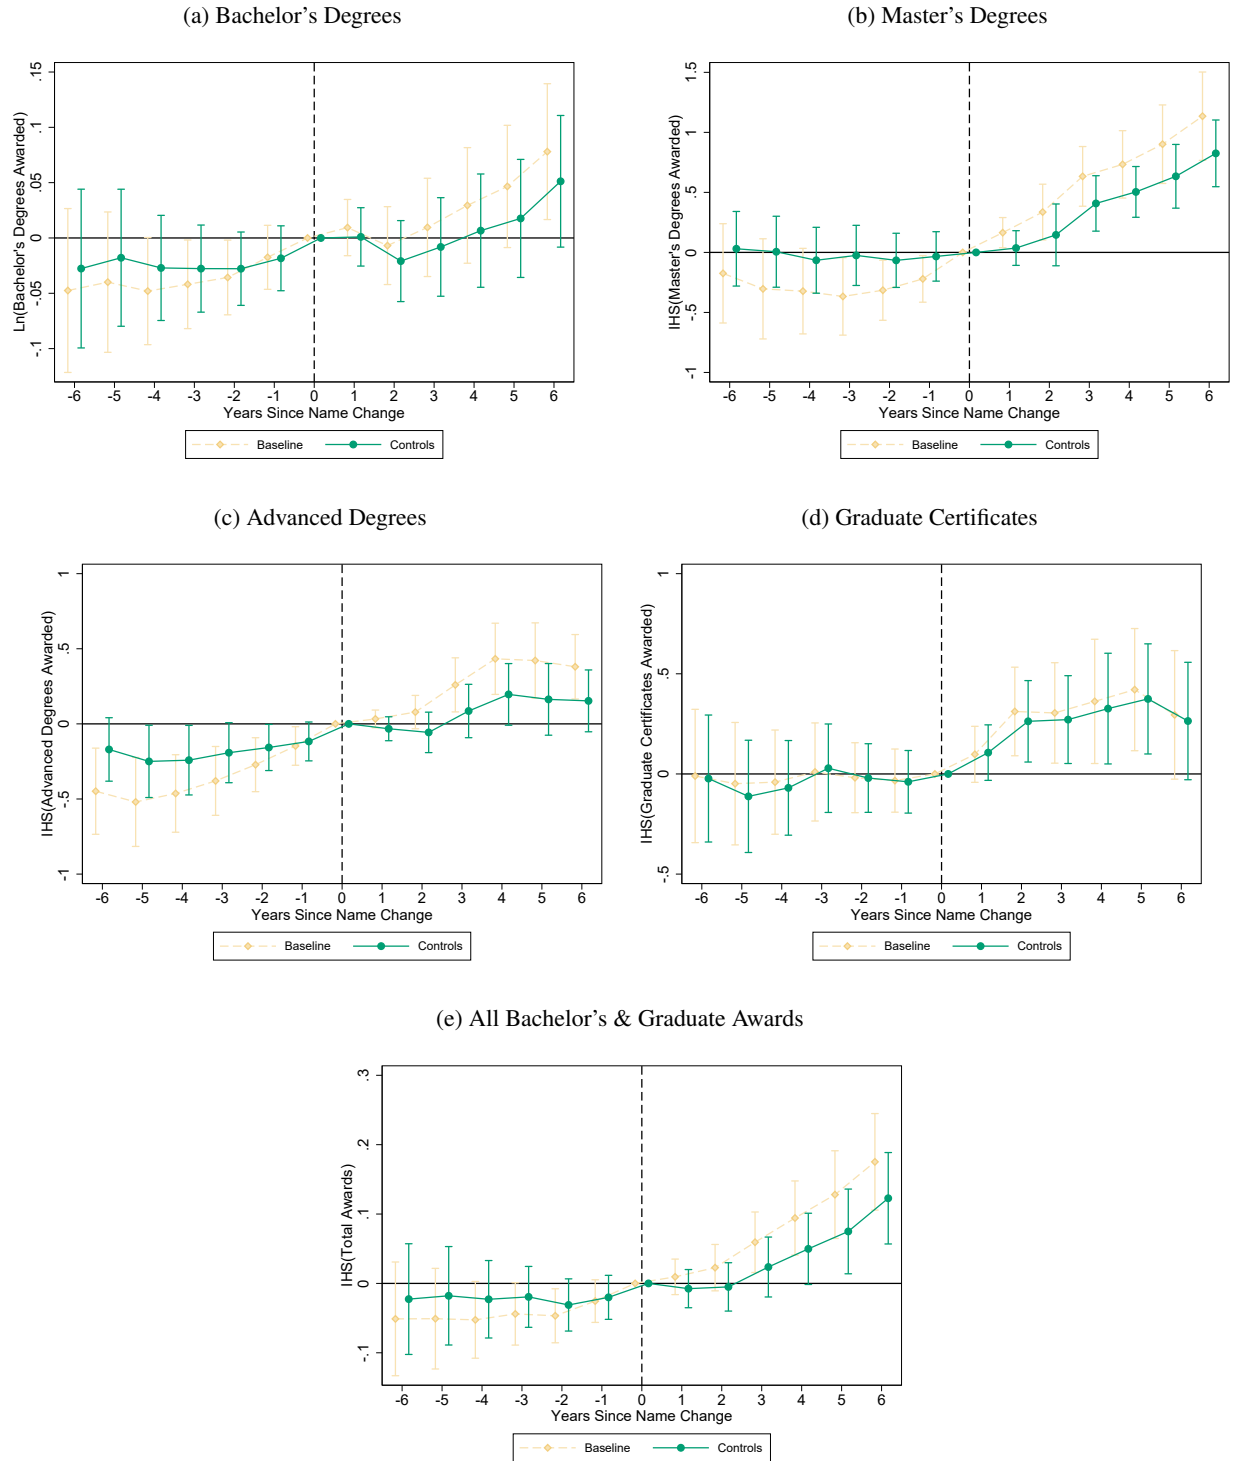 (a) Bachelor's Degrees
Ln(Bachelor's Degrees Awarded)
.15
.1
.05
0
-.05
-.1
-6 -5 -4 -3 -2 -1 0 1 2 3 4 5 6
Years Since Name Change
Baseline Controls
(b) Master's Degrees
IHS(Master's Degrees Awarded)
1.5
1
.5
0
-.5
-1
-6 -5 -4 -3 -2 -1 0 1 2 3 4 5 6
Years Since Name Change
Baseline Controls
(c) Advanced Degrees
IHS(Advanced Degrees Awarded)
1
.5
0
-.5
-1
-6 -5 -4 -3 -2 -1 0 1 2 3 4 5 6
Years Since Name Change
Baseline Controls
(d) Graduate Certificates
IHS(Graduate Certificates Awarded)
1
.5
0
-.5
-6 -5 -4 -3 -2 -1 0 1 2 3 4 5 6
Years Since Name Change
Baseline Controls
(e) All Bachelor's & Graduate Awards
IHS(Total Awards)
.3
.2
.1
0
-.1
-6 -5 -4 -3 -2 -1 0 1 2 3 4 5 6
Years Since Name Change
Baseline Controls